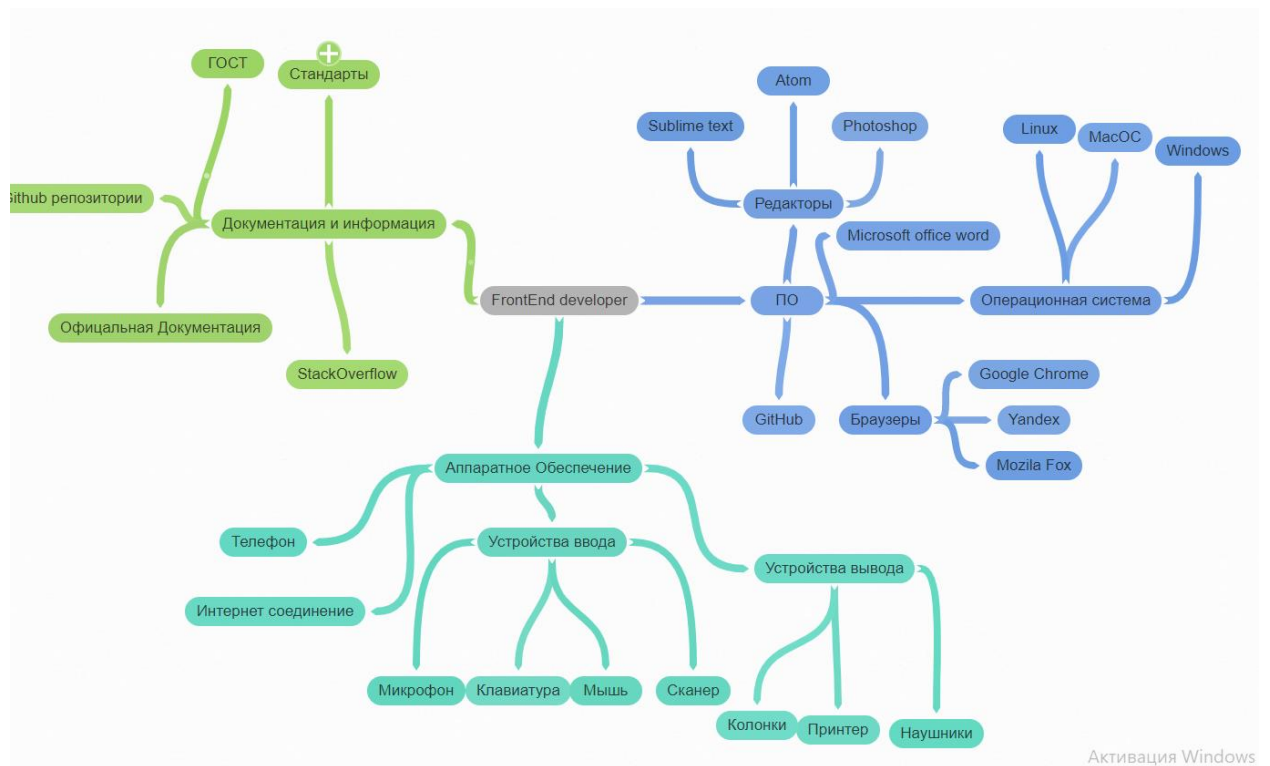 ГОСТ
Стандарты
ithub репозитории
Документация и информация
Офицальная Документация
StackOverflow
FrontEnd developer
Atom
Sublime text
Photoshop
Редакторы
Microsoft office word
ПО
Linux
MacOC
Windows
Операционная система
GitHub
Браузеры
Google Chrome
Yandex
Mozila Fox
Аппаратное Обеспечение
Телефон
Интернет соединение
Устройства ввода
Микрофон
Клавиатура
Мышь
Сканер
Устройства вывода
Колонки
Принтер
Наушники
Активация Windows